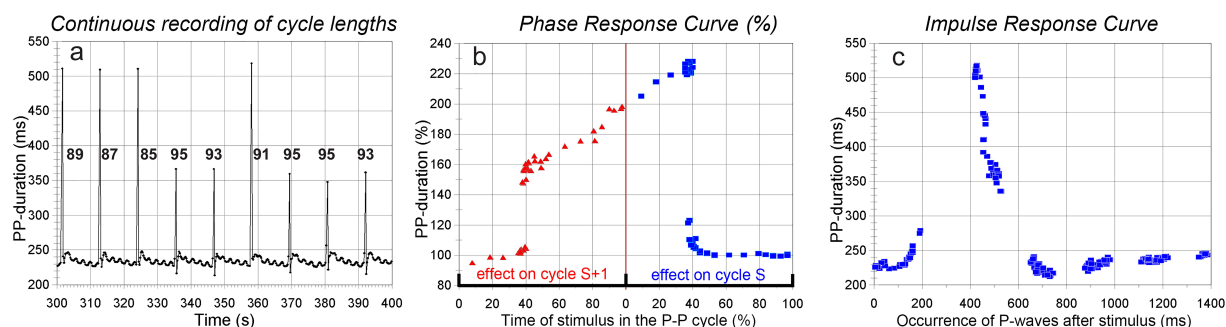 Continuous recording of cycle lengths
a
PP-duration (ms)
550
500
450
400
350
300
250
200
89 87 85 95 93 91 95 95 93
300 310 320 330 340 350 360 370 380 390 400
Time (s)
Phase Response Curve (%)
b
PP-duration (%)
240
220
200
180
160
140
120
100
80
effect on cycle S+1 effect on cycle S
0 20 40 60 80 0 20 40 60 80 100
Time of stimulus in the P-P cycle (%)
Impulse Response Curve
c
PP-duration (ms)
550
500
450
400
350
300
250
200
0 200 400 600 800 1000 1200 1400
Occurrence of P-waves after stimulus (ms)